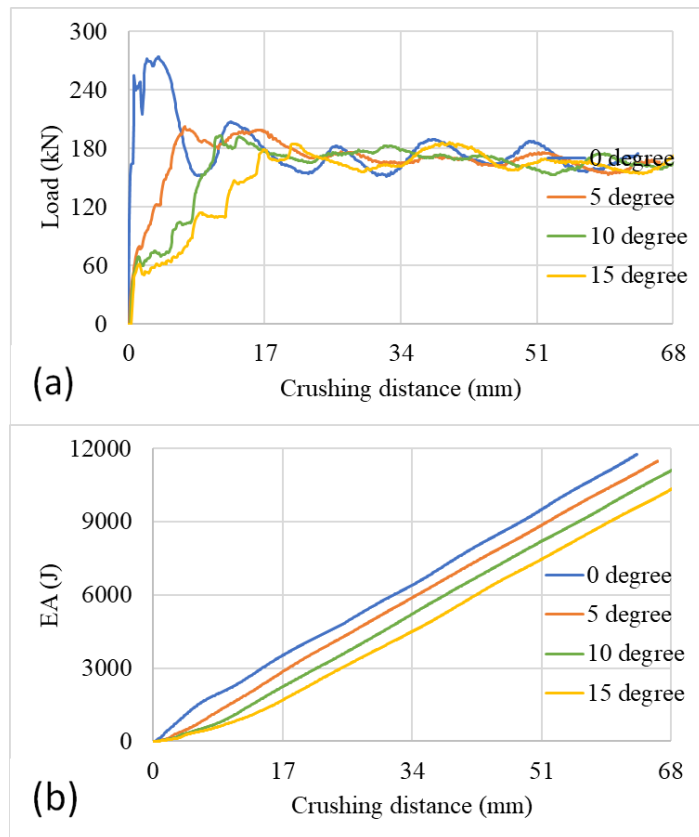 300
240
180
120
60
0
Load (kN)
0 degree
5 degree
10 degree
15 degree
0 17 34 51 68
Crushing distance (mm)
(a)
12000
9000
6000
3000
0
EA (J)
0 degree
5 degree
10 degree
15 degree
0 17 34 51 68
Crushing distance (mm)
(b)